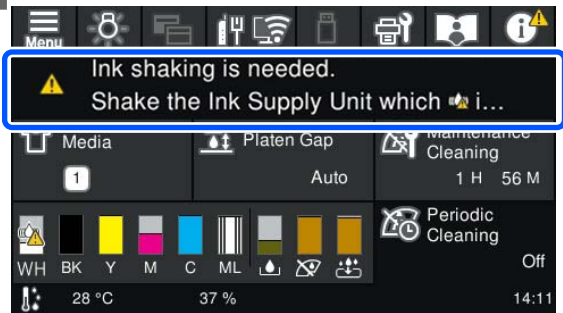 Menu
Ink shaking is needed.
Shake the Ink Supply Unit which i...
Media
1
Platen Gap
Auto
Maintenance
Cleaning
1 H 56 M
WH BK Y M C ML
Periodic
Cleaning
Off
28 °C 37 % 14:11